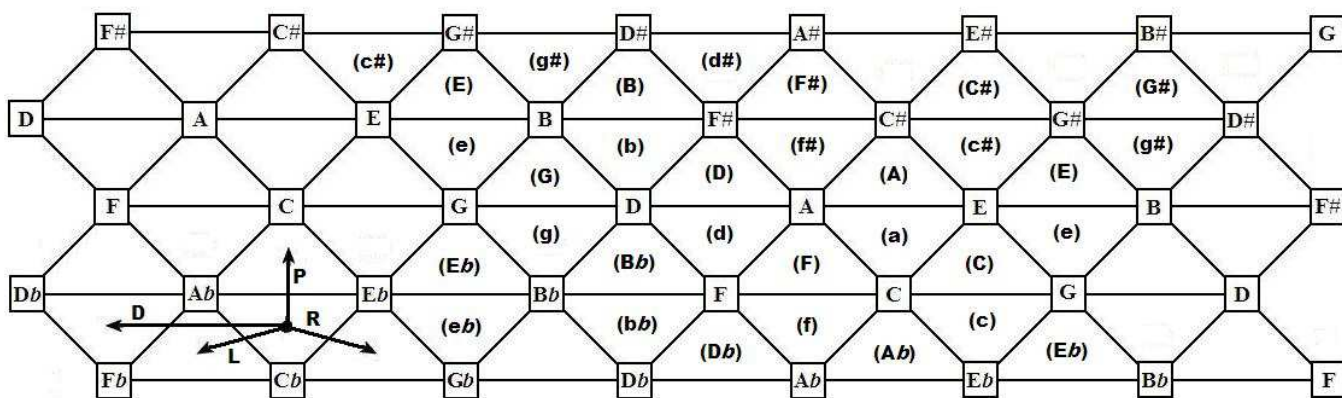 F# C# G# D# A# E# B# G
(c#) (E) (g#) (B) (d#) (F#) (C#) (G#)
D A E B F# C# G# D#
(e) (G) (b) (D) (f#) (A) (c#) (E) (g#)
F C G D A E B F#
P (Eb) (g) (Bb) (d) (F) (a) (C) (e)
Db Ab Eb Bb F C G D
D L R (eb) (bb) (Db) (f) (Ab) (c) (Eb)
Fb Cb Gb Db Ab Eb Bb F